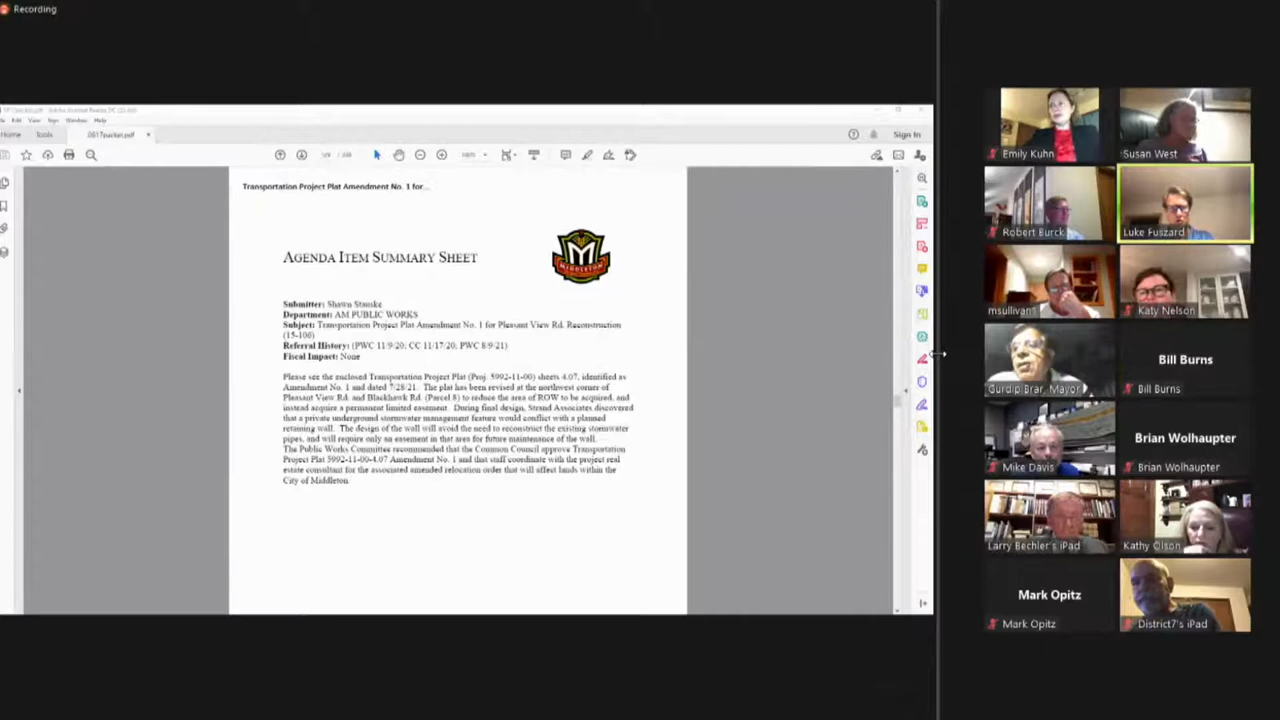 Recording
File Edit View Sign Window Help
Home Tools 0817packet.pdf × Sign In
Transportation Project Plat Amendment No. 1 for...
AGENDA ITEM SUMMARY SHEET
M
MIDDLETON
Submitter: Shawn Stauske
Department: AM PUBLIC WORKS
Subject: Transportation Project Plat Amendment No. 1 for Pleasant View Rd. Reconstruction
(15-106)
Referral History: (PWC 11/9/20; CC 11/17/20; PWC 8/9/21)
Fiscal Impact: None
Please see the enclosed Transportation Project Plat (Proj. 5992-11-00) sheets 4.07, identified as
Amendment No. 1 and dated 7/28/21. The plat has been revised at the northwest corner of
Pleasant View Rd. and Blackhawk Rd. (Parcel 8) to reduce the area of ROW to be acquired, and
instead acquire a permanent limited easement. During final design, Strand Associates discovered
that a private underground stormwater management feature would conflict with a planned
retaining wall. The design of the wall will avoid the need to reconstruct the existing stormwater
pipes, and will require only an easement in that area for future maintenance of the wall.
The Public Works Committee recommended that the Common Council approve Transportation
Project Plat 5992-11-00-4.07 Amendment No. 1 and that staff coordinate with the project real
estate consultant for the associated amended relocation order that will affect lands within the
City of Middleton.
Emily Kuhn
Susan West
Robert Burck
Luke Fuszard
msullivan1
Katy Nelson
Gurdip Brar, Mayor
Bill Burns
Bill Burns
Mike Davis
Brian Wolhaupter
Brian Wolhaupter
Larry Bechler's iPad
Kathy Olson
Mark Opitz
Mark Opitz
District7's iPad